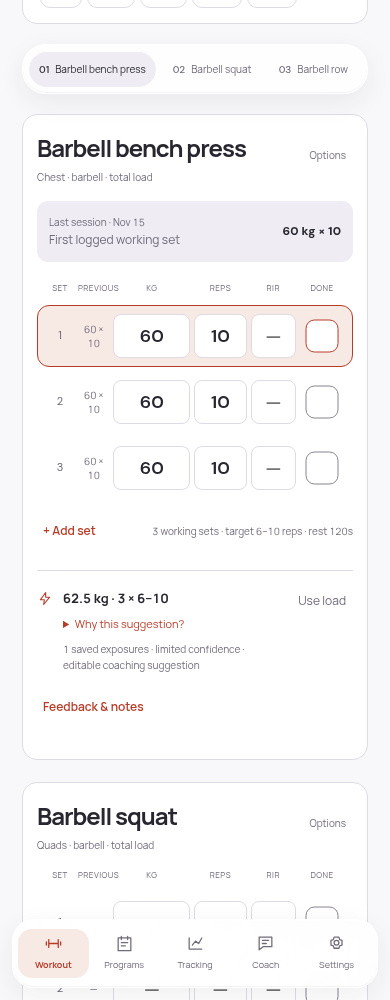 01 Barbell bench press 02 Barbell squat 03 Barbell row
Barbell bench press
Options
Chest · barbell · total load
Last session · Nov 15
First logged working set
60 kg × 10
SET PREVIOUS KG REPS RIR DONE
1 60 × 10 60 10 —
2 60 × 10 60 10 —
3 60 × 10 60 10 —
+ Add set
3 working sets · target 6–10 reps · rest 120s
62.5 kg · 3 × 6–10
Use load
Why this suggestion?
1 saved exposures · limited confidence ·
editable coaching suggestion
Feedback & notes
Barbell squat
Options
Quads · barbell · total load
SET PREVIOUS KG REPS RIR DONE
Workout Programs Tracking Coach Settings
2 – — — —